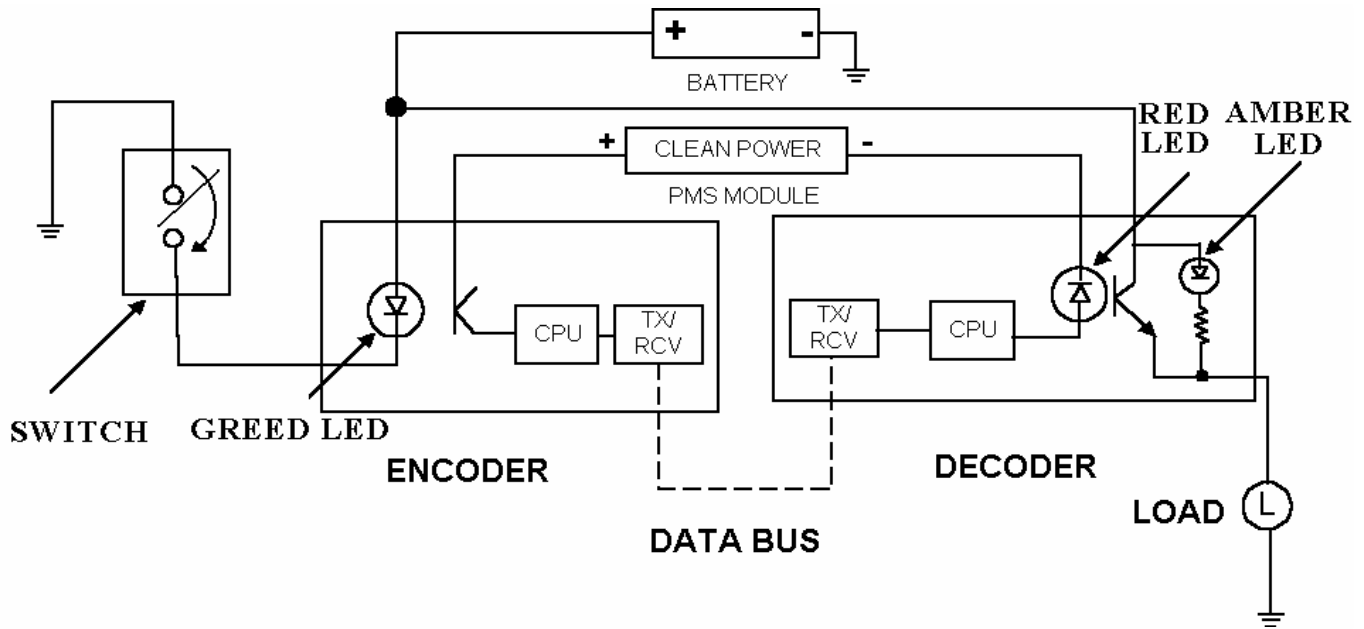 + -
BATTERY
RED AMBER
LED LED
+ CLEAN POWER -
PMS MODULE
TX/
RCV
CPU
CPU
TX/
RCV
SWITCH
GREED LED
ENCODER
DECODER
L
LOAD
DATA BUS